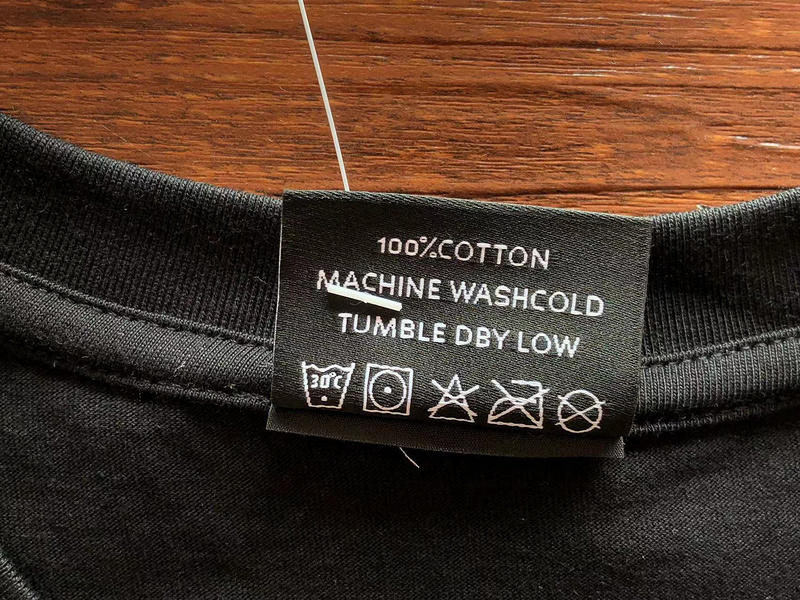 100%COTTON
MACHINE WASHCOLD
TUMBLE DBY LOW
30°C